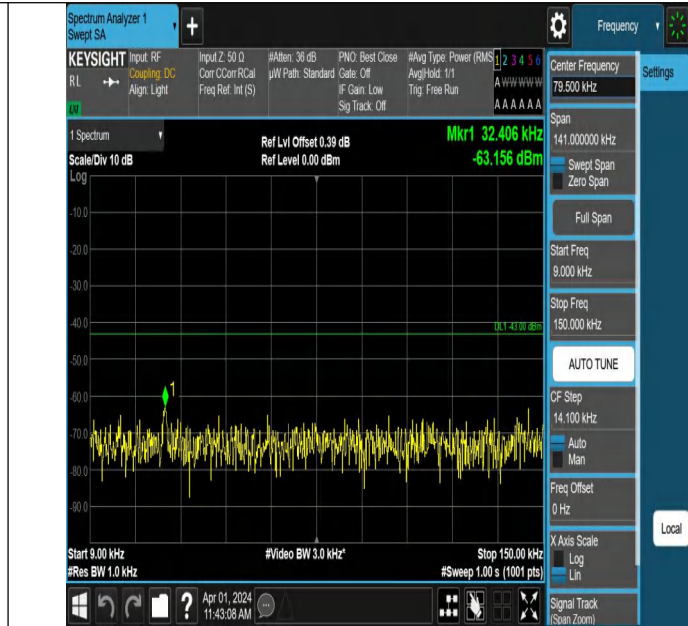 Spectrum Analyzer 1
Swept SA
+
Frequency
KEYSIGHT
RL
Input: RF
Coupling: DC
Align: Light
Input Z: 50 Ω
Corr CCorr RCal
Freq Ref: Int (S)
#Atten: 36 dB
µW Path: Standard
PNO: Best Close
Gate: Off
IF Gain: Low
Sig Track: Off
#Avg Type: Power (RMS
Avg|Hold: 1/1
Trig: Free Run
1 2 3 4 5 6
A W W W W W
A A A A A A
1 Spectrum
Scale/Div 10 dB
Log
Ref Lvl Offset 0.39 dB
Ref Level 0.00 dBm
Mkr1 32.406 kHz
-63.156 dBm
-10.0
-20.0
-30.0
-40.0
DL1 -43.00 dBm
-50.0
-60.0
1
-70.0
-80.0
-90.0
Start 9.00 kHz
#Res BW 1.0 kHz
#Video BW 3.0 kHz*
Stop 150.00 kHz
#Sweep 1.00 s (1001 pts)
Apr 01, 2024
11:43:08 AM
?
Center Frequency
79.500 kHz
Settings
Span
141.000000 kHz
Swept Span
Zero Span
Full Span
Start Freq
9.000 kHz
Stop Freq
150.000 kHz
AUTO TUNE
CF Step
14.100 kHz
Auto
Man
Freq Offset
0 Hz
X Axis Scale
Log
Lin
Local
Signal Track
(Span Zoom)